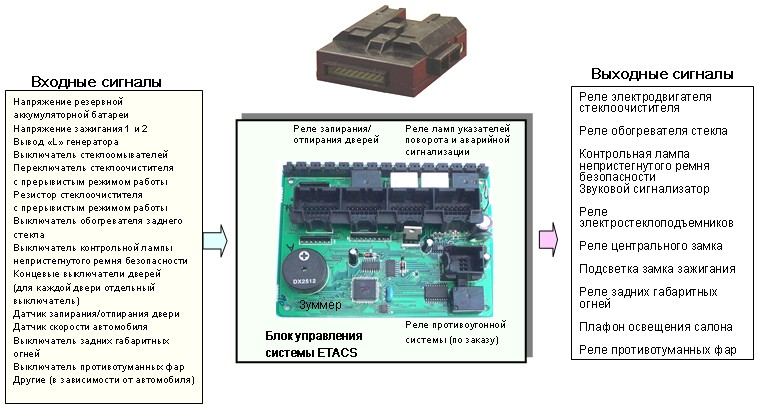 Входные сигналы
Напряжение резервной
аккумуляторной батареи
Напряжение зажигания 1 и 2
Вывод «L» генератора
Выключатель стеклоомывателей
Переключатель стеклоочистителя
с прерывистым режимом работы
Резистор стеклоочистителя
с прерывистым режимом работы
Выключатель обогревателя заднего
стекла
Выключатель контрольной лампы
непристегнутого ремня безопасности
Концевые выключатели дверей
(для каждой двери отдельный
выключатель)
Датчик запирания/отпирания двери
Датчик скорости автомобиля
Выключатель задних габаритных
огней
Выключатель противотуманных фар
Другие (в зависимости от автомобиля)
Реле запирания/
отпирания дверей
Реле ламп указателей
поворота и аварийной
сигнализации
DX2512
Зуммер
Блок управления
системы ETACS
Реле противоугонной
системы (по заказу)
Выходные сигналы
Реле электродвигателя
стеклоочистителя
Реле обогревателя стекла
Контрольная лампа
непристегнутого ремня
безопасности
Звуковой сигнализатор
Реле
электростеклоподъемников
Реле центрального замка
Подсветка замка зажигания
Реле задних габаритных
огней
Плафон освещения салона
Реле противотуманных фар